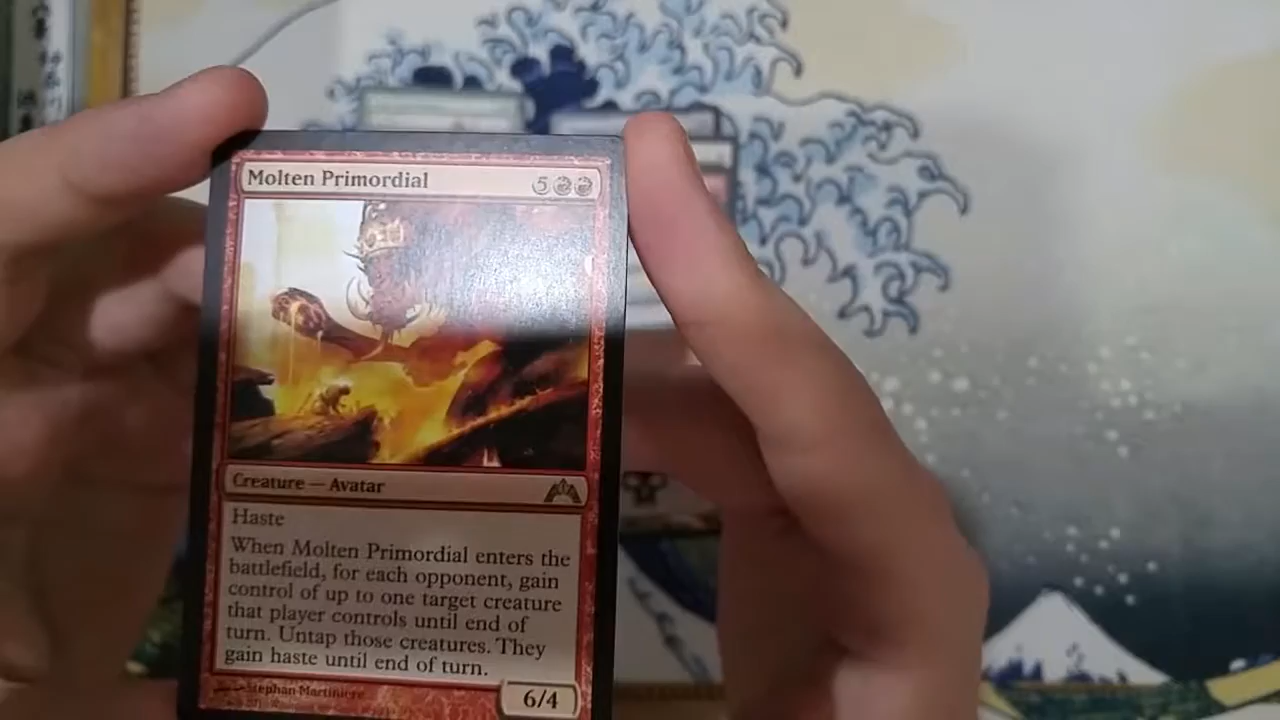 Molten Primordial 5
Creature — Avatar
Haste
When Molten Primordial enters the
battlefield, for each opponent, gain
control of up to one target creature
that player controls until end of
turn. Untap those creatures. They
gain haste until end of turn.
Stephan Martiniere
6/4